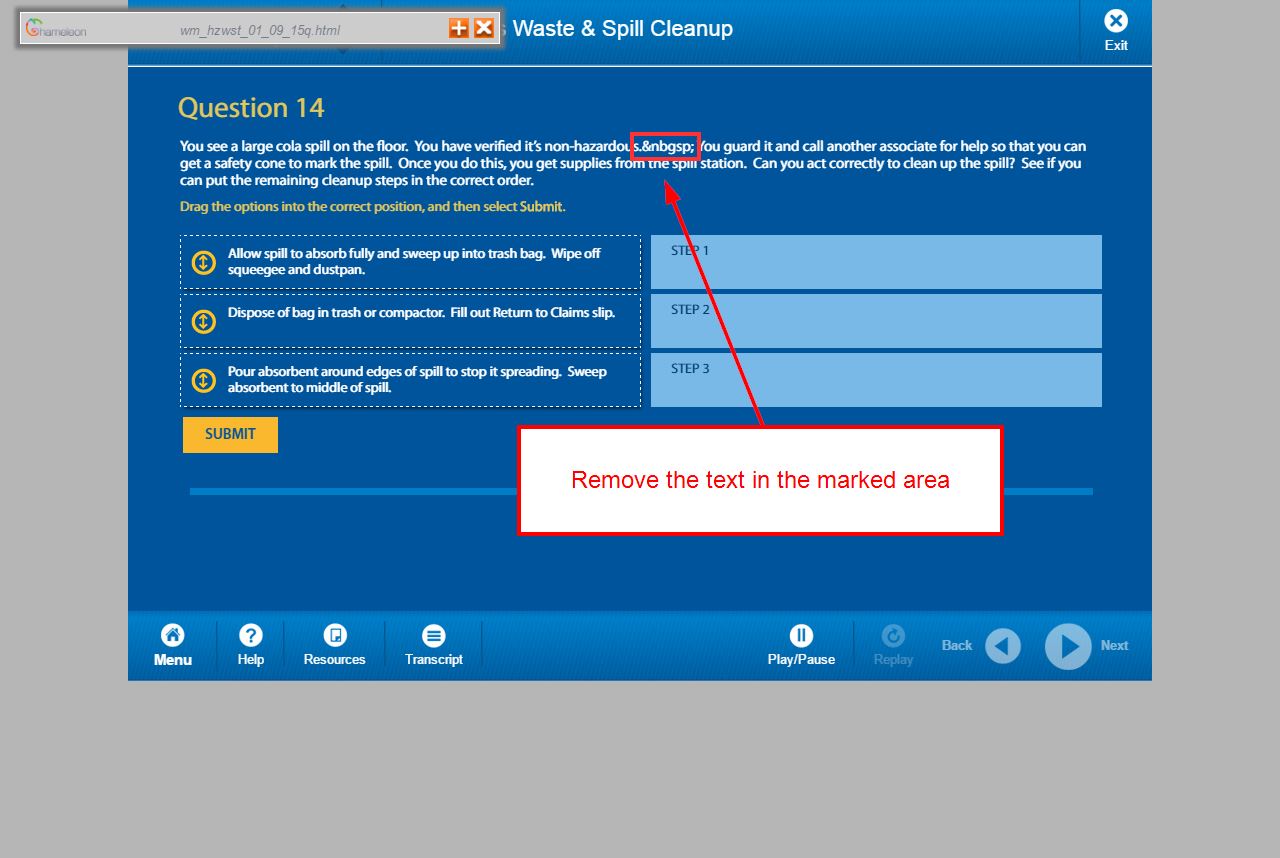 Chameleon
wm_hzwst_01_09_15q.html
Waste & Spill Cleanup
Exit
Question 14
You see a large cola spill on the floor.  You have verified it's non-hazardous.&nbgsp; You guard it and call another associate for help so that you can
get a safety cone to mark the spill.  Once you do this, you get supplies from the spill station.  Can you act correctly to clean up the spill?  See if you
can put the remaining cleanup steps in the correct order.
Drag the options into the correct position, and then select Submit.
Allow spill to absorb fully and sweep up into trash bag.  Wipe off
squeegee and dustpan.
STEP 1
Dispose of bag in trash or compactor.  Fill out Return to Claims slip.
STEP 2
Pour absorbent around edges of spill to stop it spreading.  Sweep
absorbent to middle of spill.
STEP 3
SUBMIT
Remove the text in the marked area
Menu
Help
Resources
Transcript
Play/Pause
Replay
Back
Next